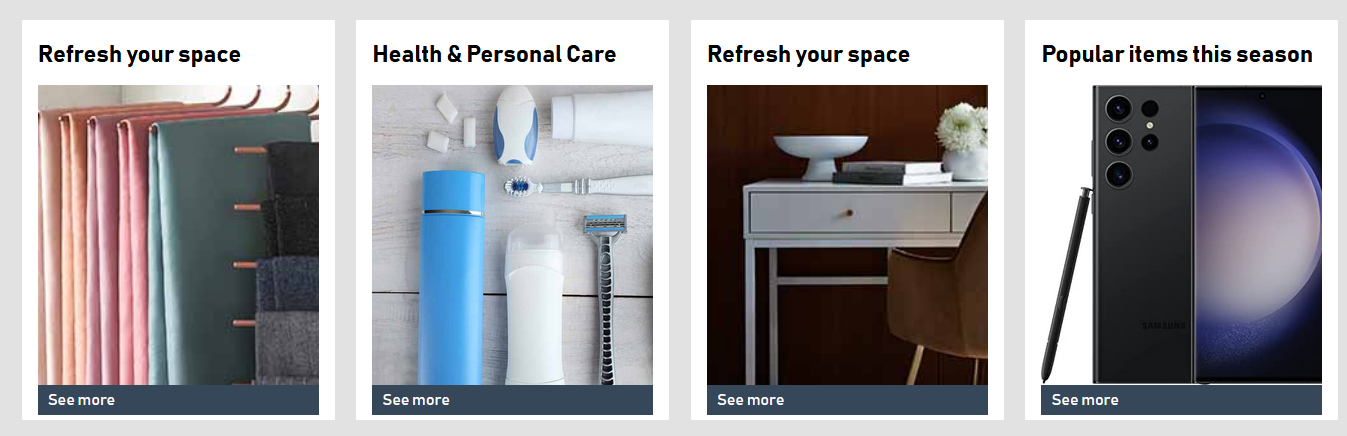 Refresh your space
Health & Personal Care
Refresh your space
Popular items this season
SAMSUNG
See more
See more
See more
See more